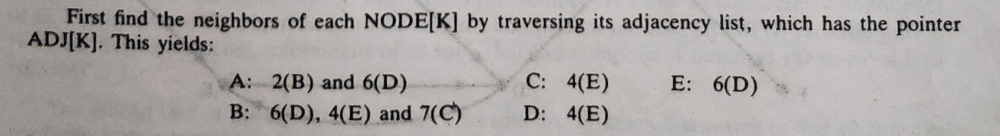 First find the neighbors of each NODE[K] by traversing its adjacency list, which has the pointer
ADJ[K]. This yields:
A: 2(B) and 6(D) C: 4(E) E: 6(D)
B: 6(D), 4(E) and 7(C) D: 4(E)